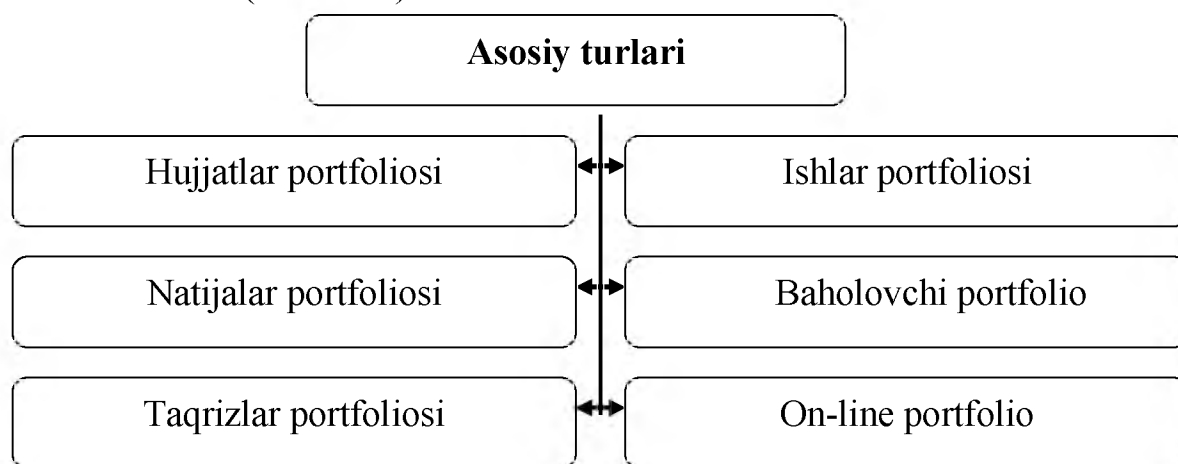 Asosiy turlari
Hujjatlar portfoliosi
Ishlar portfoliosi
Natijalar portfoliosi
Baholovchi portfolio
Taqrizlar portfoliosi
On-line portfolio